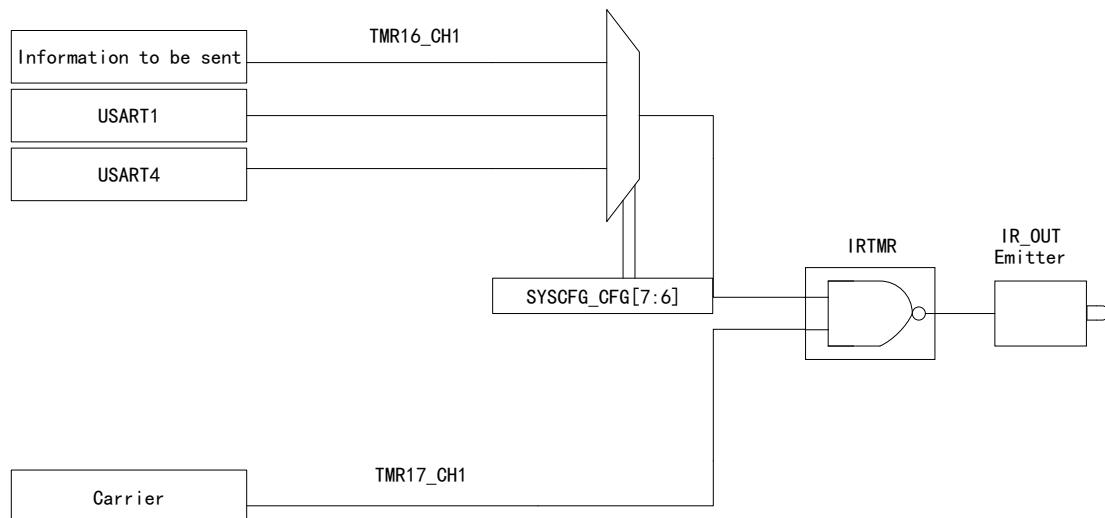 TMR16_CH1
Information to be sent
USART1
USART4
SYSCFG_CFG[7:6]
IRTMR
IR_OUT
Emitter
TMR17_CH1
Carrier